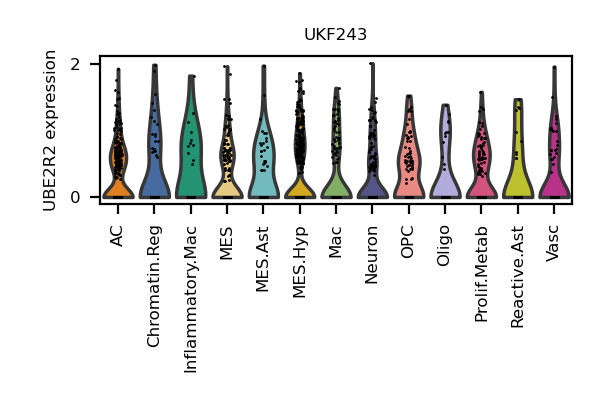 UKF243
UBE2R2 expression
2
0
AC
Chromatin.Reg
Inflammatory.Mac
MES
MES.Ast
MES.Hyp
Mac
Neuron
OPC
Oligo
Prolif.Metab
Reactive.Ast
Vasc